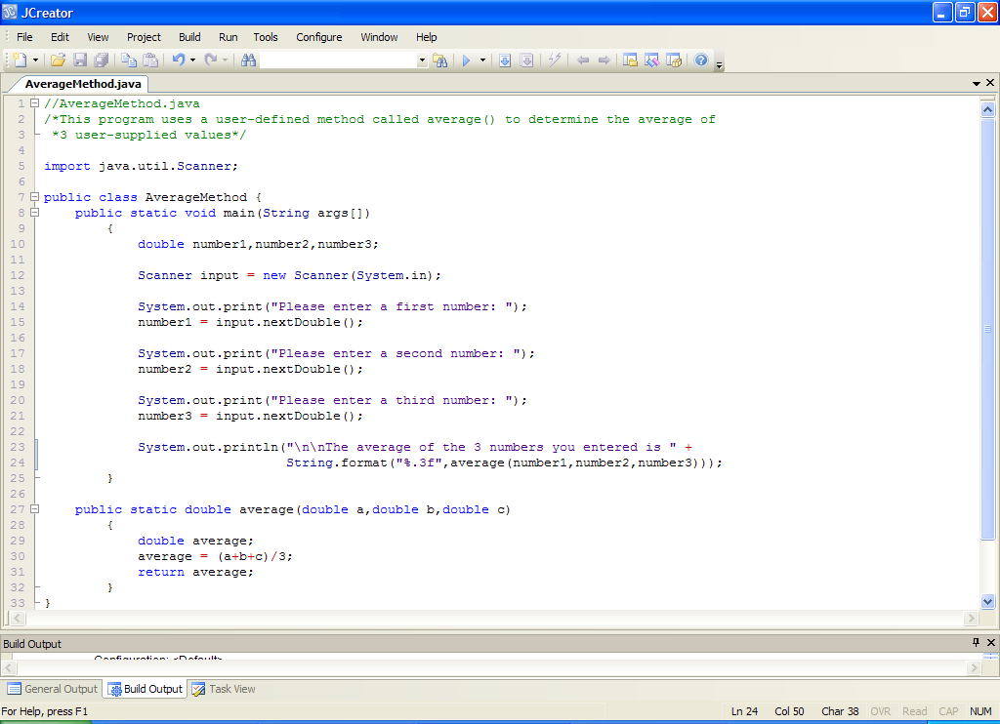 JCreator
File Edit View Project Build Run Tools Configure Window Help
AverageMethod.java
1 //AverageMethod.java
2 /*This program uses a user-defined method called average() to determine the average of
3 *3 user-supplied values*/
4
5 import java.util.Scanner;
6
7 public class AverageMethod {
8 public static void main(String args[])
9 {
10 double number1,number2,number3;
11
12 Scanner input = new Scanner(System.in);
13
14 System.out.print("Please enter a first number: ");
15 number1 = input.nextDouble();
16
17 System.out.print("Please enter a second number: ");
18 number2 = input.nextDouble();
19
20 System.out.print("Please enter a third number: ");
21 number3 = input.nextDouble();
22
23 System.out.println("\n\nThe average of the 3 numbers you entered is " +
24 String.format("%.3f",average(number1,number2,number3)));
25 }
26
27 public static double average(double a,double b,double c)
28 {
29 double average;
30 average = (a+b+c)/3;
31 return average;
32 }
33 }
Build Output
Configuration: <Default>
General Output Build Output Task View
For Help, press F1 Ln 24 Col 50 Char 38 OVR Read CAP NUM